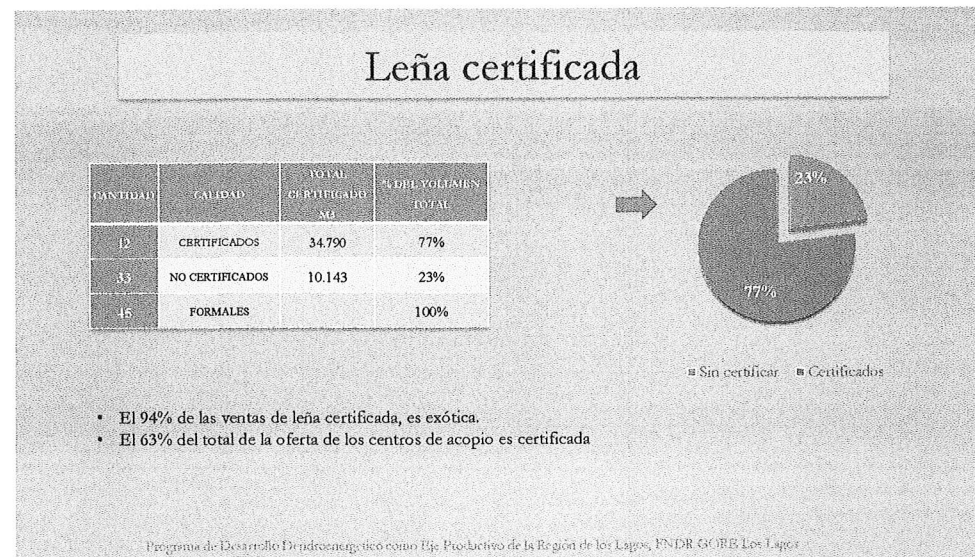 Leña certificada
CANTIDAD CALIDAD TOTAL CERTIFICADO M3 % DEL VOLUMEN TOTAL
12 CERTIFICADOS 34.790 77%
33 NO CERTIFICADOS 10.143 23%
45 FORMALES 100%
23%
77%
Sin certificar Certificados
• El 94% de las ventas de leña certificada, es exótica.
• El 63% del total de la oferta de los centros de acopio es certificada
Programa de Desarrollo Dendroenergético como Eje Productivo de la Región de los Lagos, FNDR GORE Los Lagos